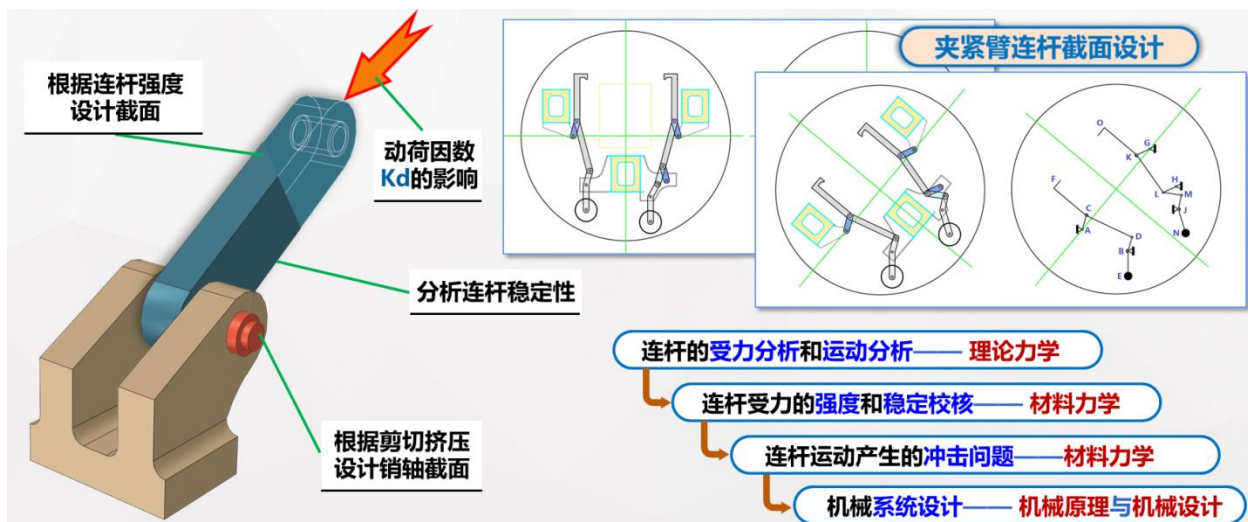 夹紧臂连杆截面设计
根据连杆强度
设计截面
动荷因数
Kd的影响
分析连杆稳定性
根据剪切挤压
设计销轴截面
O
G
K
F
H
L
M
C
J
A
D
N
B
E
连杆的受力分析和运动分析—— 理论力学
连杆受力的强度和稳定校核—— 材料力学
连杆运动产生的冲击问题——材料力学
机械系统设计—— 机械原理与机械设计